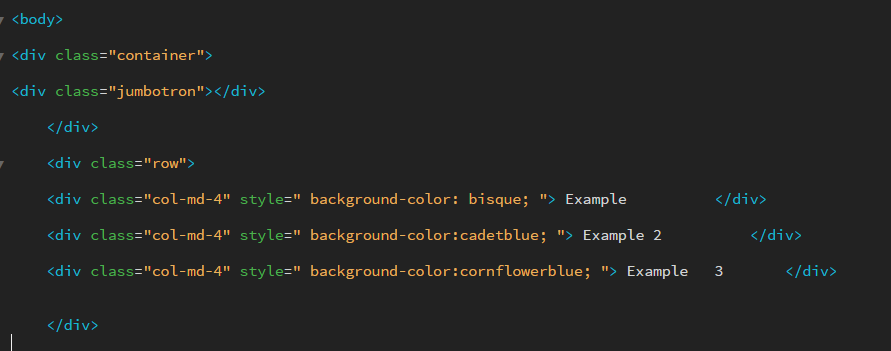 <body>
<div class="container">
<div class="jumbotron"></div>
</div>
<div class="row">
<div class="col-md-4" style=" background-color: bisque; "> Example          </div>
<div class="col-md-4" style=" background-color:cadetblue; "> Example 2          </div>
<div class="col-md-4" style=" background-color:cornflowerblue; "> Example   3       </div>
</div>